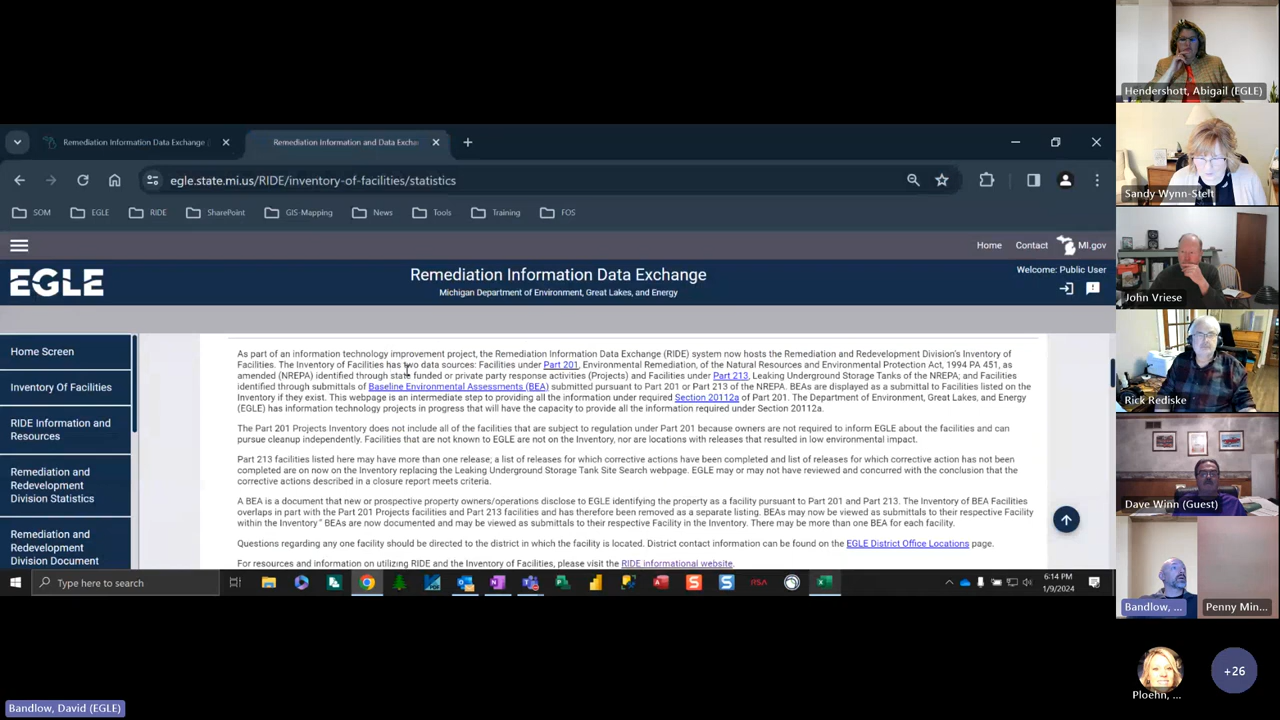 Remediation Information Data Exchange
Remediation Information and Data Excha
egle.state.mi.us/RIDE/inventory-of-facilities/statistics
SOM
EGLE
RIDE
SharePoint
GIS-Mapping
News
Tools
Training
FOS
Home
Contact
MI.gov
EGLE
Remediation Information Data Exchange
Michigan Department of Environment, Great Lakes, and Energy
Welcome: Public User
Home Screen
Inventory Of Facilities
RIDE Information and
Resources
Remediation and
Redevelopment
Division Statistics
Remediation and
Redevelopment
Division Document
As part of an information technology improvement project, the Remediation Information Data Exchange (RIDE) system now hosts the Remediation and Redevelopment Division's Inventory of
Facilities. The Inventory of Facilities has two data sources: Facilities under Part 201, Environmental Remediation, of the Natural Resources and Environmental Protection Act, 1994 PA 451, as
amended (NREPA) identified through state funded or private party response activities (Projects) and Facilities under Part 213, Leaking Underground Storage Tanks of the NREPA; and Facilities
identified through submittals of Baseline Environmental Assessments (BEA) submitted pursuant to Part 201 or Part 213 of the NREPA. BEAs are displayed as a submittal to Facilities listed on the
Inventory if they exist. This webpage is an intermediate step to providing all the information under required Section 20112a of Part 201. The Department of Environment, Great Lakes, and Energy
(EGLE) has information technology projects in progress that will have the capacity to provide all the information required under Section 20112a.
The Part 201 Projects Inventory does not include all of the facilities that are subject to regulation under Part 201 because owners are not required to inform EGLE about the facilities and can
pursue cleanup independently. Facilities that are not known to EGLE are not on the Inventory, nor are locations with releases that resulted in low environmental impact.
Part 213 facilities listed here may have more than one release; a list of releases for which corrective actions have been completed and list of releases for which corrective action has not been
completed are on now on the Inventory replacing the Leaking Underground Storage Tank Site Search webpage. EGLE may or may not have reviewed and concurred with the conclusion that the
corrective actions described in a closure report meets criteria.
A BEA is a document that new or prospective property owners/operations disclose to EGLE identifying the property as a facility pursuant to Part 201 and Part 213. The Inventory of BEA Facilities
overlaps in part with the Part 201 Projects facilities and Part 213 facilities and has therefore been removed as a separate listing. BEAs may now be viewed as submittals to their respective Facility
within the Inventory" BEAs are now documented and may be viewed as submittals to their respective Facility in the Inventory. There may be more than one BEA for each facility.
Questions regarding any one facility should be directed to the district in which the facility is located. District contact information can be found on the EGLE District Office Locations page.
For resources and information on utilizing RIDE and the Inventory of Facilities, please visit the RIDE informational website.
Type here to search
6:14 PM
1/9/2024
Bandlow, David (EGLE)
Hendershott, Abigail (EGLE)
Sandy Wynn-Stelt
John Vriese
Rick Rediske
Dave Winn (Guest)
Bandlow, ...
Penny Min...
Ploehn, ...
+26